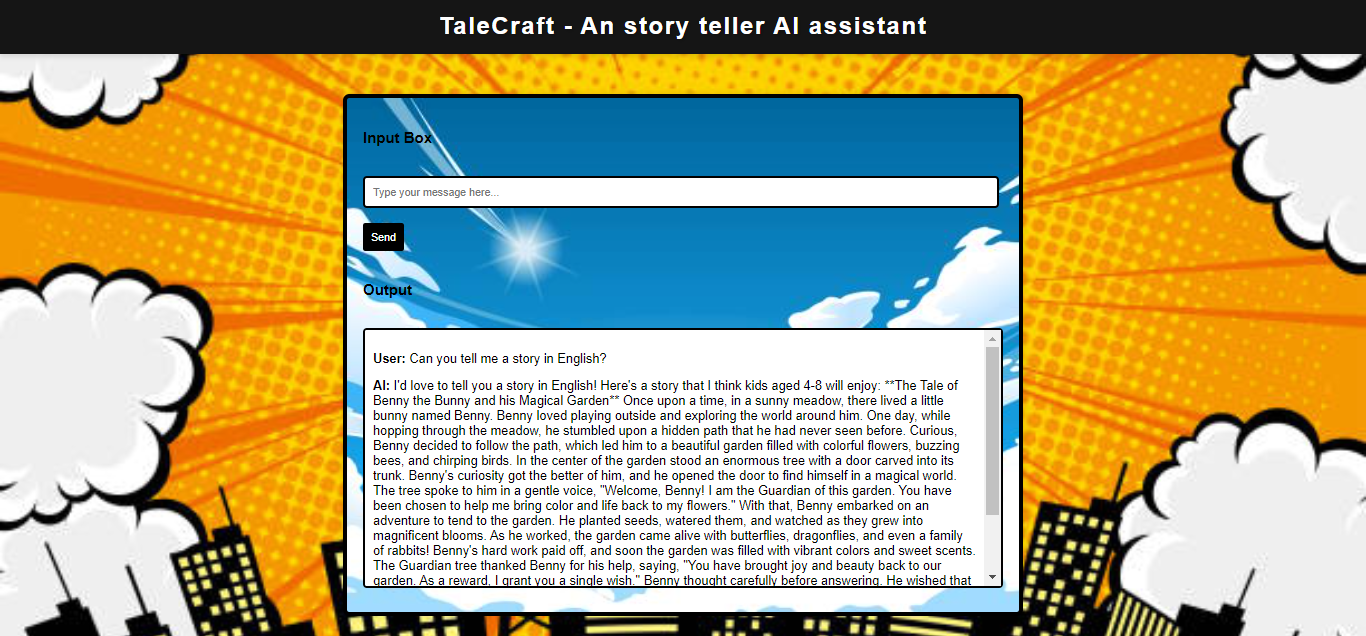 TaleCraft - An story teller AI assistant
Input Box
Type your message here...
Send
Output
User: Can you tell me a story in English?
AI: I'd love to tell you a story in English! Here's a story that I think kids aged 4-8 will enjoy: **The Tale of
Benny the Bunny and his Magical Garden** Once upon a time, in a sunny meadow, there lived a little
bunny named Benny. Benny loved playing outside and exploring the world around him. One day, while
hopping through the meadow, he stumbled upon a hidden path that he had never seen before. Curious,
Benny decided to follow the path, which led him to a beautiful garden filled with colorful flowers, buzzing
bees, and chirping birds. In the center of the garden stood an enormous tree with a door carved into its
trunk. Benny's curiosity got the better of him, and he opened the door to find himself in a magical world.
The tree spoke to him in a gentle voice, "Welcome, Benny! I am the Guardian of this garden. You have
been chosen to help me bring color and life back to my flowers." With that, Benny embarked on an
adventure to tend to the garden. He planted seeds, watered them, and watched as they grew into
magnificent blooms. As he worked, the garden came alive with butterflies, dragonflies, and even a family
of rabbits! Benny's hard work paid off, and soon the garden was filled with vibrant colors and sweet scents.
The Guardian tree thanked Benny for his help, saying, "You have brought joy and beauty back to our
garden. As a reward, I grant you a single wish." Benny thought carefully before answering. He wished that